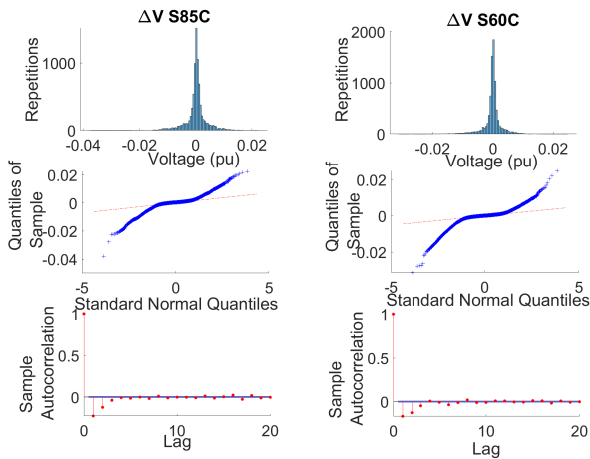 ΔV S85C
ΔV S60C
Repetitions
1000
0
-0.04
-0.02
0
0.02
Voltage (pu)
Repetitions
2000
1000
0
-0.02
0
0.02
Voltage (pu)
Quantiles of
Sample
0.02
0
-0.02
-0.04
-5
0
5
Standard Normal Quantiles
Quantiles of
Sample
0.02
0
-0.02
-5
0
5
Standard Normal Quantiles
Sample
Autocorrelation
1
0.5
0
0
10
20
Lag
Sample
Autocorrelation
1
0.5
0
0
10
20
Lag